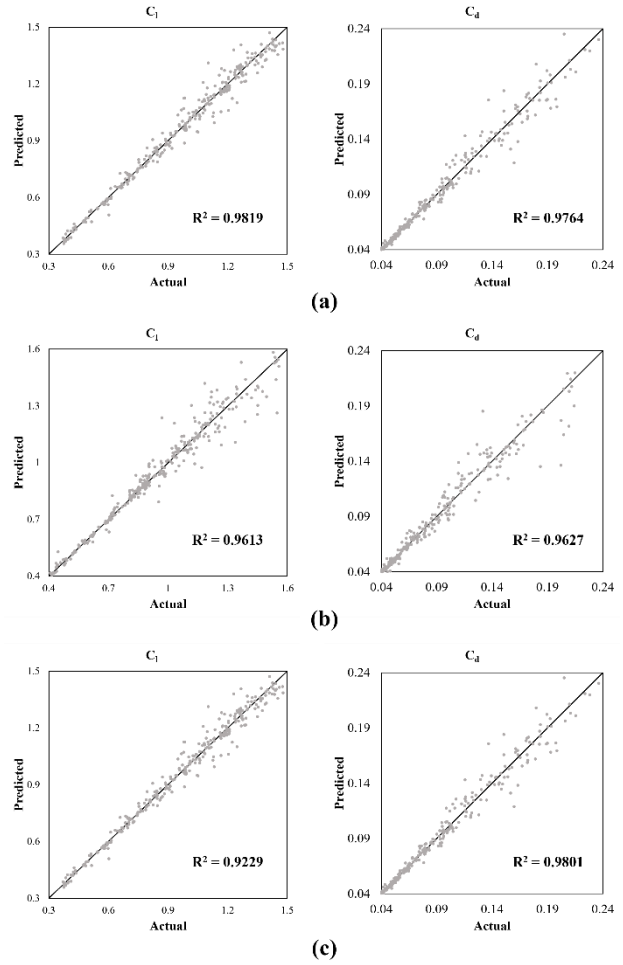 C_l
1.5
1.2
0.9
0.6
0.3
Predicted
R² = 0.9819
0.3 0.6 0.9 1.2 1.5
Actual
C_d
0.24
0.19
0.14
0.09
0.04
Predicted
R² = 0.9764
0.04 0.09 0.14 0.19 0.24
Actual
(a)
C_l
1.6
1.3
1
0.7
0.4
Predicted
R² = 0.9613
0.4 0.7 1 1.3 1.6
Actual
C_d
0.24
0.19
0.14
0.09
0.04
Predicted
R² = 0.9627
0.04 0.09 0.14 0.19 0.24
Actual
(b)
C_l
1.5
1.2
0.9
0.6
0.3
Predicted
R² = 0.9229
0.3 0.6 0.9 1.2 1.5
Actual
C_d
0.24
0.19
0.14
0.09
0.04
Predicted
R² = 0.9801
0.04 0.09 0.14 0.19 0.24
Actual
(c)